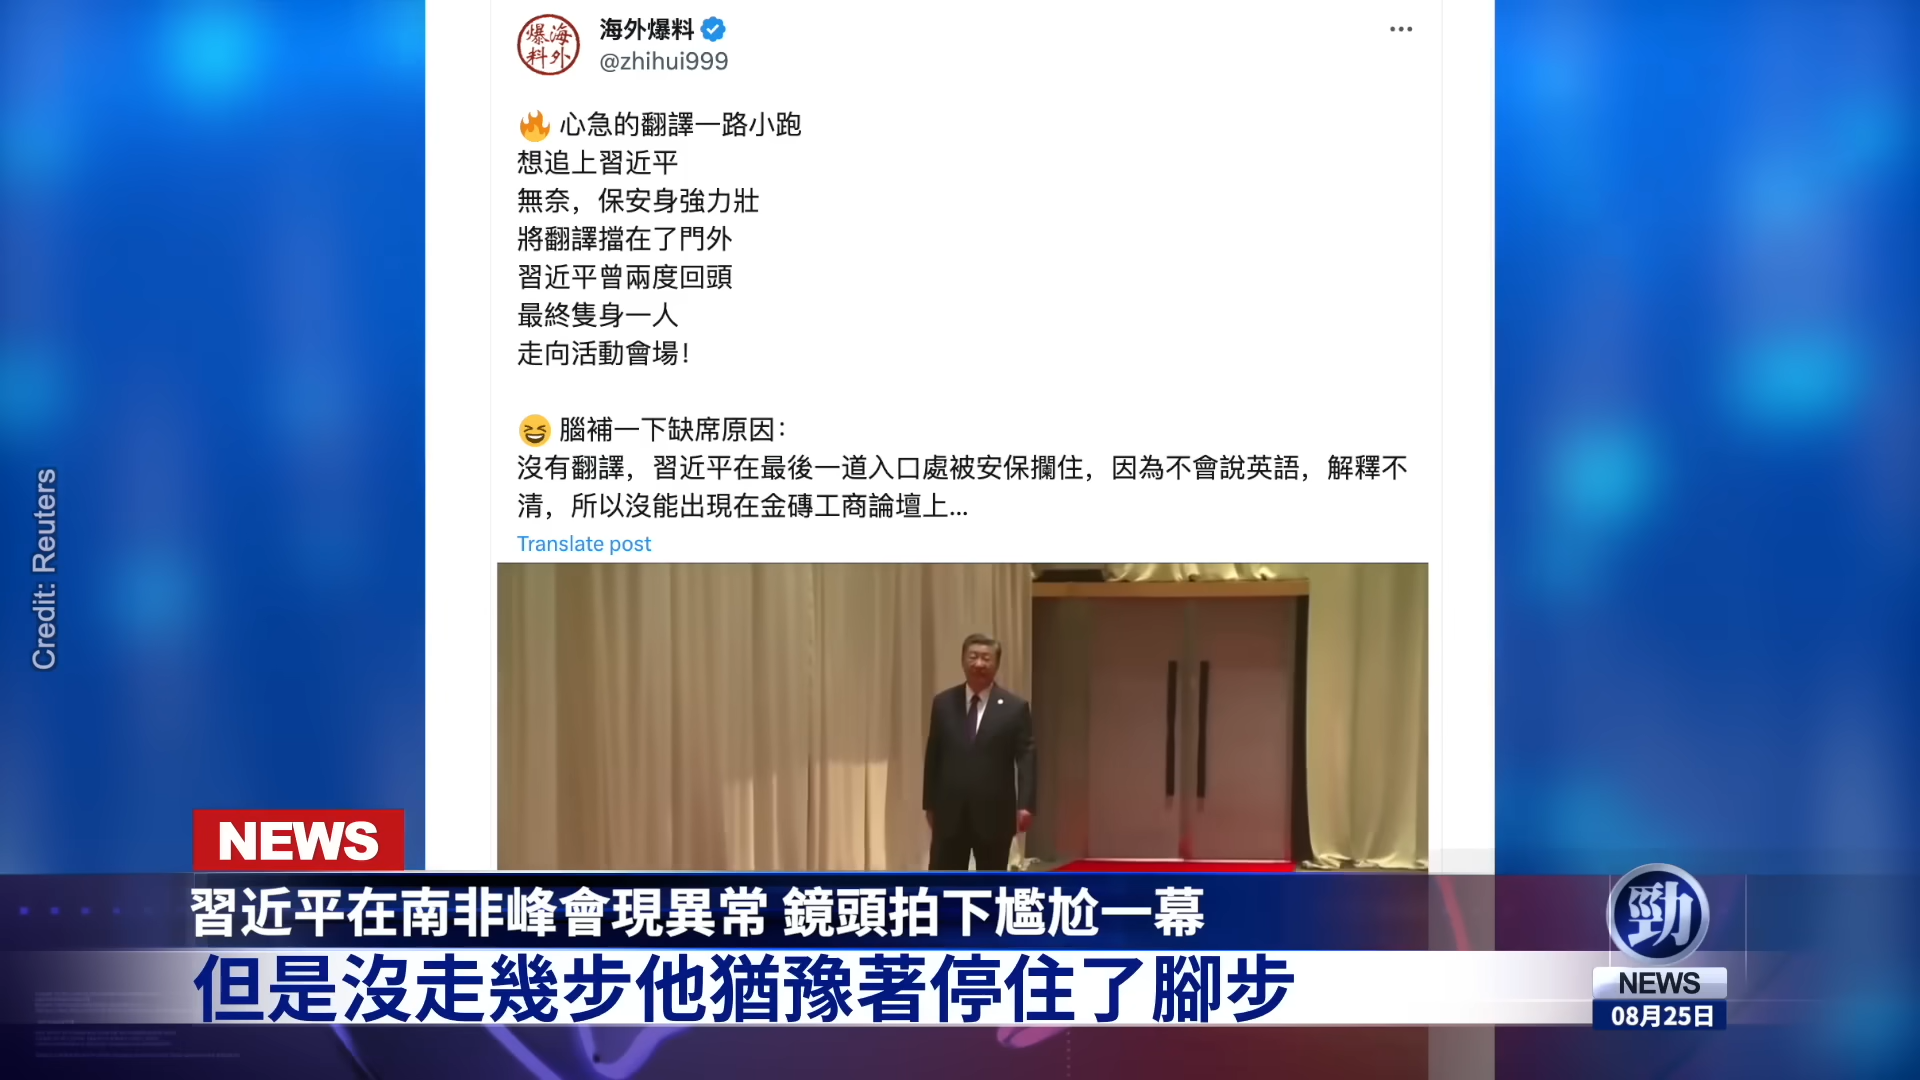 海外爆料
@zhihui999
爆海
料外
心急的翻譯一路小跑
想追上習近平
無奈，保安身強力壯
將翻譯擋在了門外
習近平曾兩度回頭
最終隻身一人
走向活動會場！
腦補一下缺席原因：
沒有翻譯，習近平在最後一道入口處被安保攔住，因為不會說英語，解釋不
清，所以沒能出現在金磚工商論壇上...
Translate post
Credit: Reuters
NEWS
習近平在南非峰會現異常 鏡頭拍下尷尬一幕
但是沒走幾步他猶豫著停住了腳步
勁
NEWS
08月25日